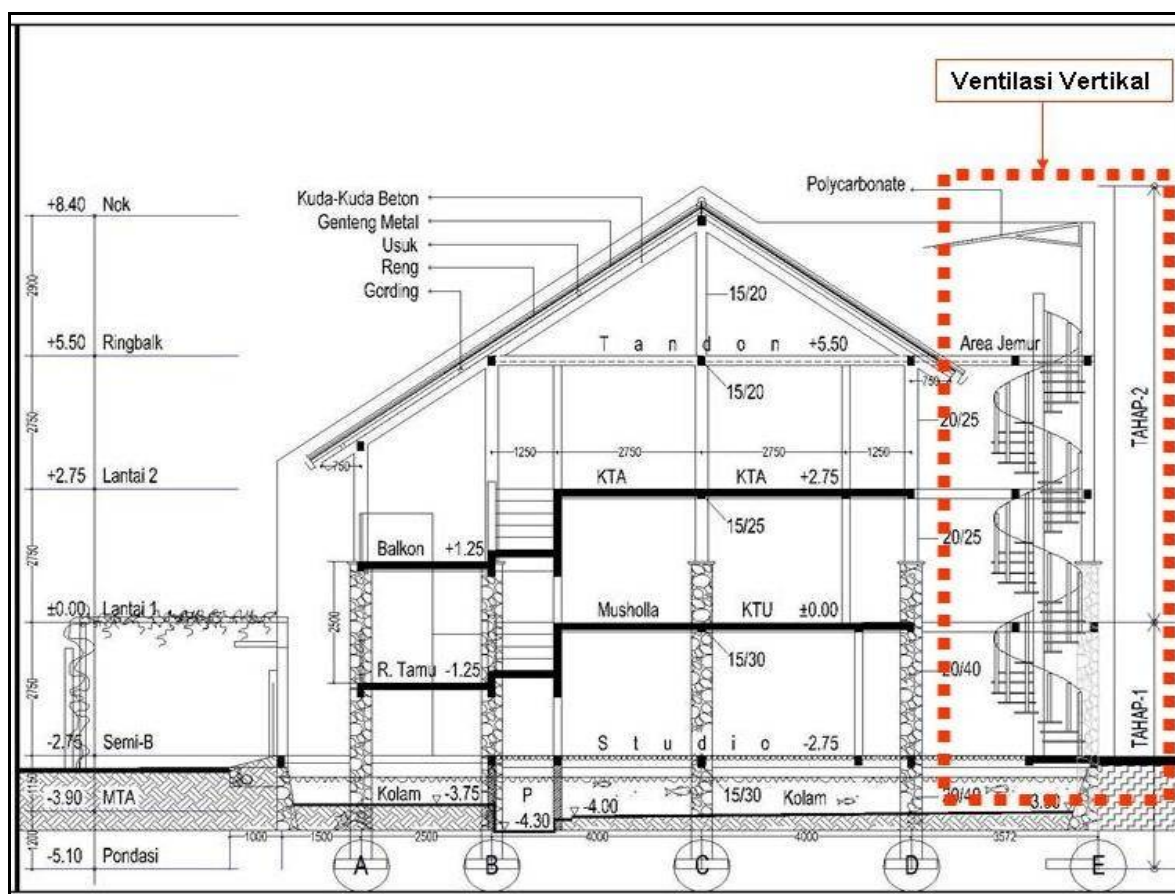 Ventilasi Vertikal
Polycarbonate
Kuda-Kuda Beton
Genteng Metal
Usuk
Reng
Gording
+8.40 Nok
2900
15/20
+5.50 Ringbalk
Tandon +5.50
Area Jemur
15/20
750
20/25
2750
TAHAP-2
750
1250
2750
2750
1250
+2.75 Lantai 2
KTA
KTA +2.75
15/25
20/25
2750
Balkon +1.25
±0.00 Lantai 1
2500
Musholla
KTU ±0.00
15/30
20/40
2750
R. Tamu -1.25
TAHAP-1
-2.75 Semi-B
Studio -2.75
1150
-3.90 MTA
Kolam -3.75
P
-4.30
-4.00
15/30
Kolam
20/40
1200
1000
1500
2500
4000
4000
3572
-5.10 Pondasi
A
B
C
D
E